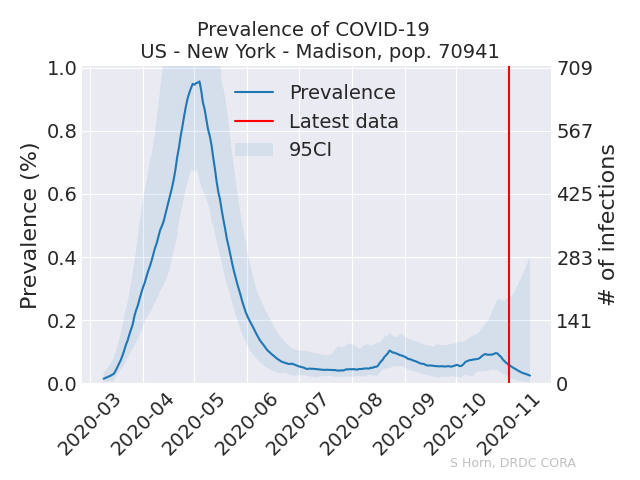 Prevalence of COVID-19
US - New York - Madison, pop. 70941
Prevalence (%)
1.0
0.8
0.6
0.4
0.2
0.0
Prevalence
Latest data
95CI
709
567
425
283
141
0
# of infections
2020-03
2020-04
2020-05
2020-06
2020-07
2020-08
2020-09
2020-10
2020-11
S Horn, DRDC CORA